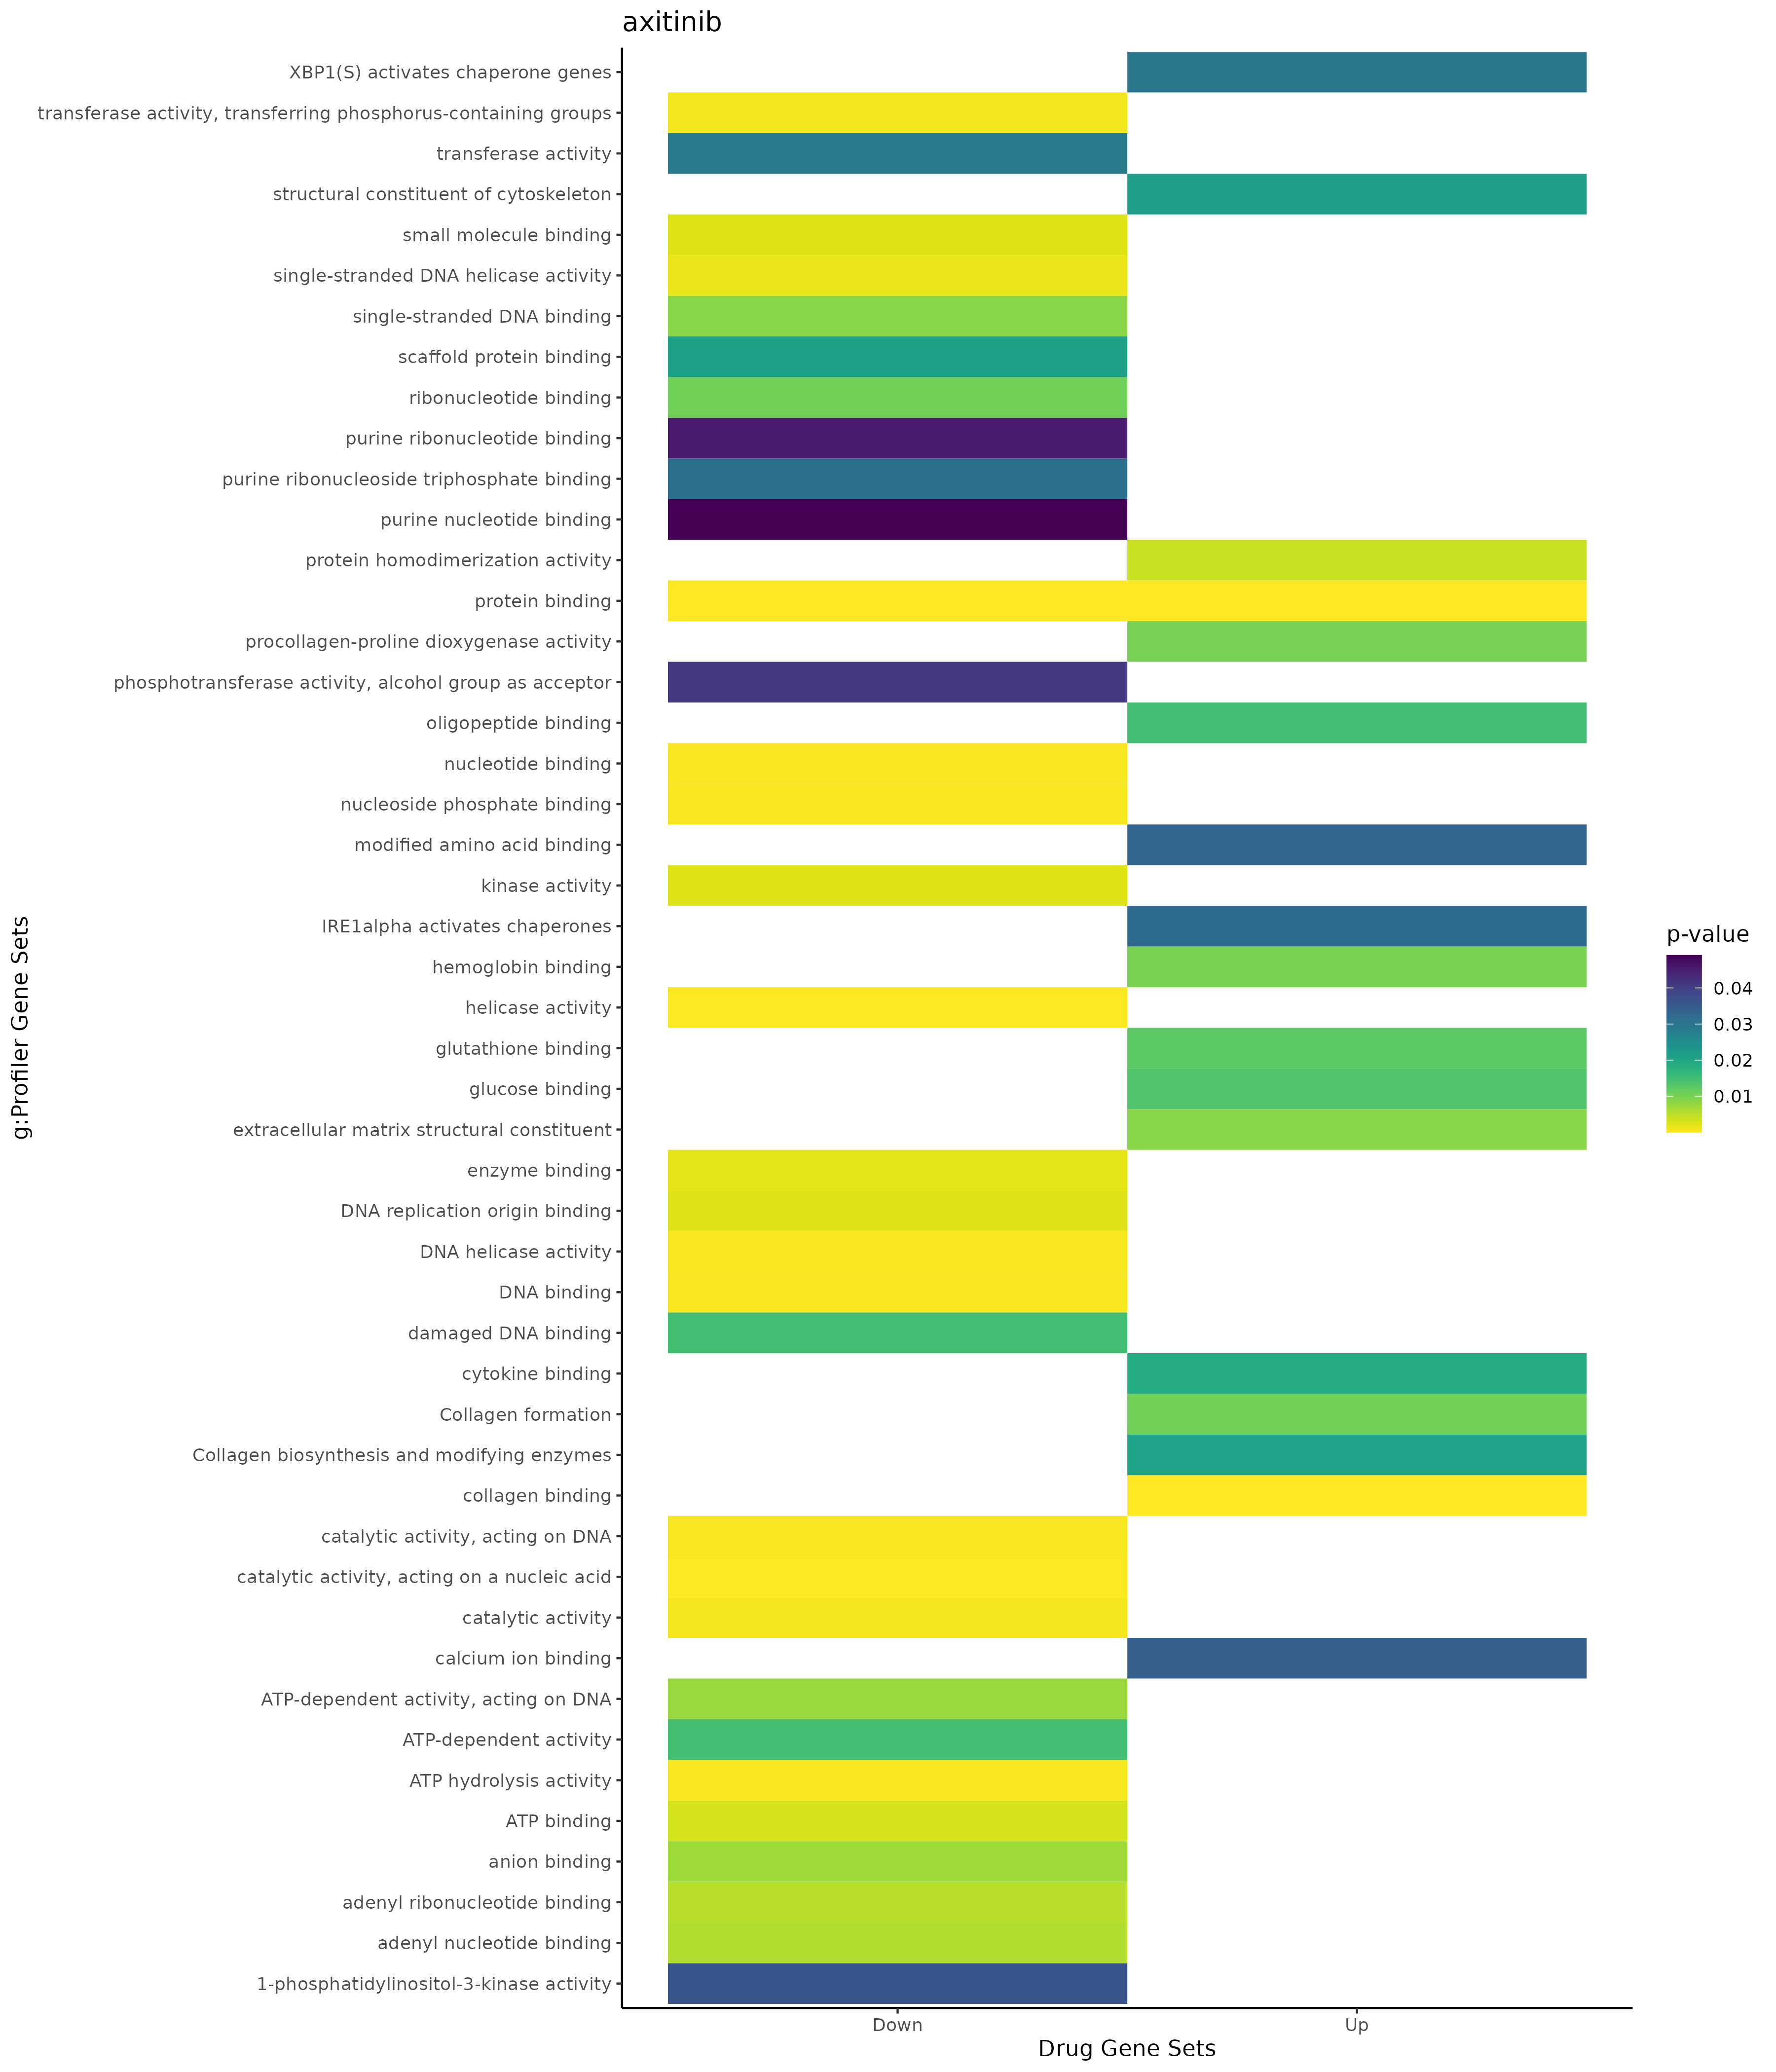 axitinib
XBP1(S) activates chaperone genes
transferase activity, transferring phosphorus-containing groups
transferase activity
structural constituent of cytoskeleton
small molecule binding
single-stranded DNA helicase activity
single-stranded DNA binding
scaffold protein binding
ribonucleotide binding
purine ribonucleotide binding
purine ribonucleoside triphosphate binding
purine nucleotide binding
protein homodimerization activity
protein binding
procollagen-proline dioxygenase activity
phosphotransferase activity, alcohol group as acceptor
oligopeptide binding
nucleotide binding
nucleoside phosphate binding
modified amino acid binding
kinase activity
IRE1alpha activates chaperones
hemoglobin binding
helicase activity
glutathione binding
glucose binding
extracellular matrix structural constituent
enzyme binding
DNA replication origin binding
DNA helicase activity
DNA binding
damaged DNA binding
cytokine binding
Collagen formation
Collagen biosynthesis and modifying enzymes
collagen binding
catalytic activity, acting on DNA
catalytic activity, acting on a nucleic acid
catalytic activity
calcium ion binding
ATP-dependent activity, acting on DNA
ATP-dependent activity
ATP hydrolysis activity
ATP binding
anion binding
adenyl ribonucleotide binding
adenyl nucleotide binding
1-phosphatidylinositol-3-kinase activity
g:Profiler Gene Sets
Down
Up
Drug Gene Sets
p-value
0.04
0.03
0.02
0.01